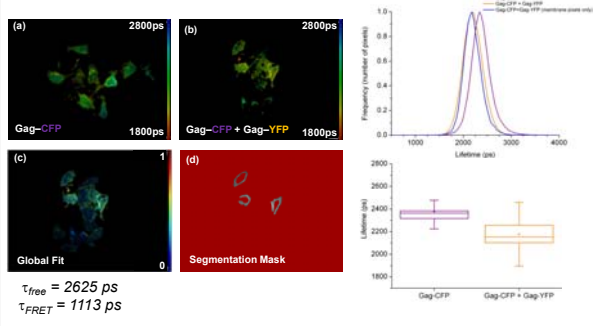 (a)
2800ps
Gag–CFP
1800ps
(b)
2800ps
Gag–CFP + Gag–YFP
1800ps
(c)
1
Global Fit
0
(d)
Segmentation Mask
τfree = 2625 ps
τFRET = 1113 ps
Gag-CFP + Gag-YFP
Gag-CFP+Gag-YFP (membrane pixels only)
Frequency (number of pixels)
1.0
0.8
0.6
0.4
0.2
0.0
0
1000
2000
3000
4000
Lifetime (ps)
Lifetime (ps)
2800
2600
2400
2200
2000
1800
Gag-CFP
Gag-CFP + Gag-YFP